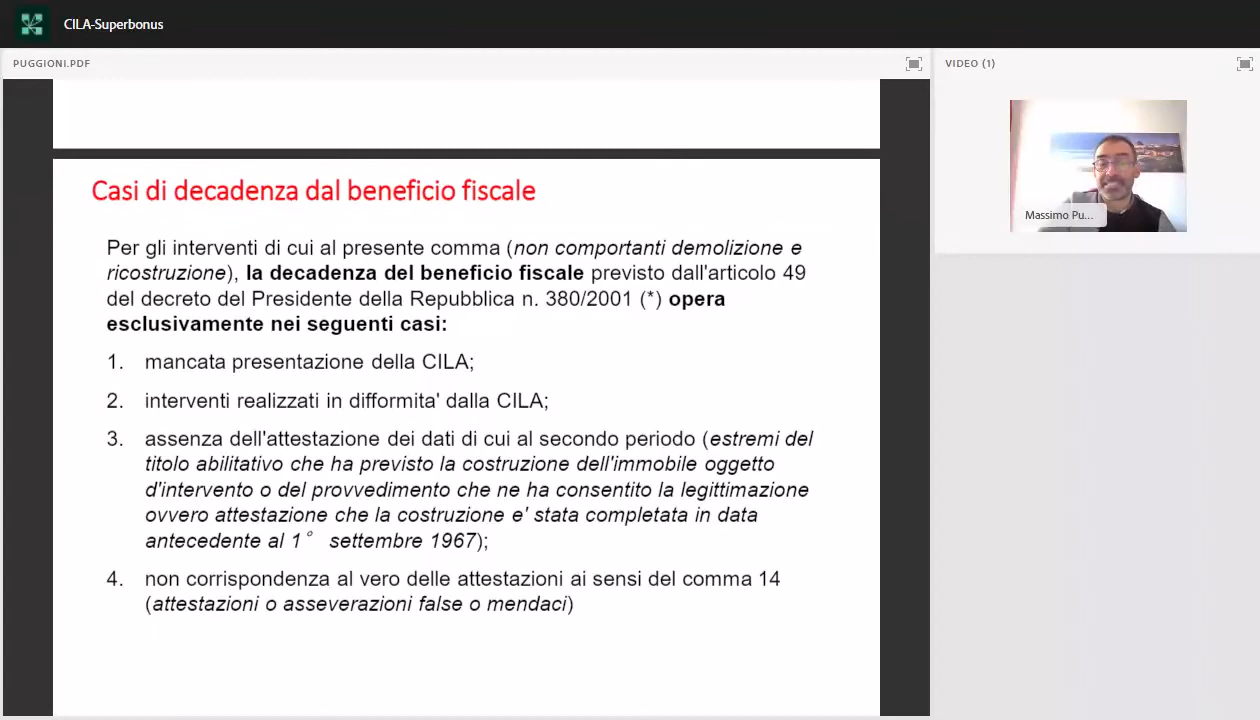 CILA-Superbonus
PUGGIONI.PDF
VIDEO (1)
Casi di decadenza dal beneficio fiscale
Per gli interventi di cui al presente comma (non comportanti demolizione e
ricostruzione), la decadenza del beneficio fiscale previsto dall'articolo 49
del decreto del Presidente della Repubblica n. 380/2001 (*) opera
esclusivamente nei seguenti casi:
1. mancata presentazione della CILA;
2. interventi realizzati in difformita' dalla CILA;
3. assenza dell'attestazione dei dati di cui al secondo periodo (estremi del
titolo abilitativo che ha previsto la costruzione dell'immobile oggetto
d'intervento o del provvedimento che ne ha consentito la legittimazione
ovvero attestazione che la costruzione e' stata completata in data
antecedente al 1° settembre 1967);
4. non corrispondenza al vero delle attestazioni ai sensi del comma 14
(attestazioni o asseverazioni false o mendaci)
Massimo Pu...